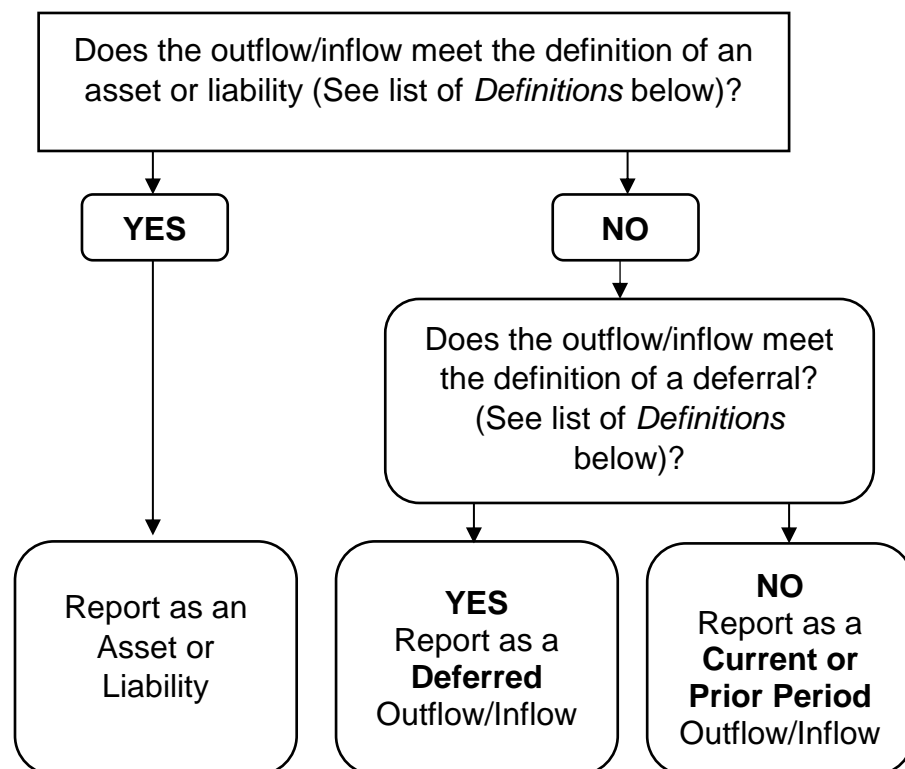 Does the outflow/inflow meet the definition of an
asset or liability (See list of Definitions below)?
YES
NO
Does the outflow/inflow meet
the definition of a deferral?
(See list of Definitions
below)?
Report as an
Asset or
Liability
YES
Report as a
Deferred
Outflow/Inflow
NO
Report as a
Current or
Prior Period
Outflow/Inflow